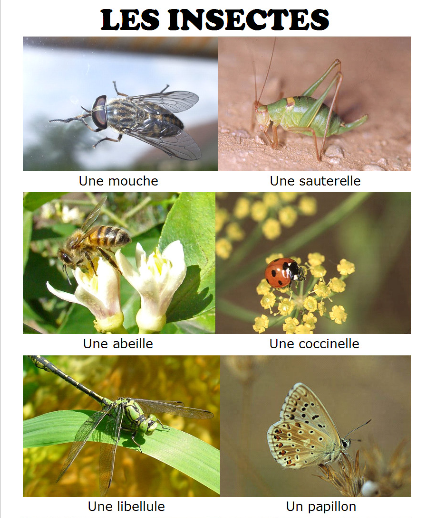 LES INSECTES
Une mouche
Une sauterelle
Une abeille
Une coccinelle
Une libellule
Un papillon